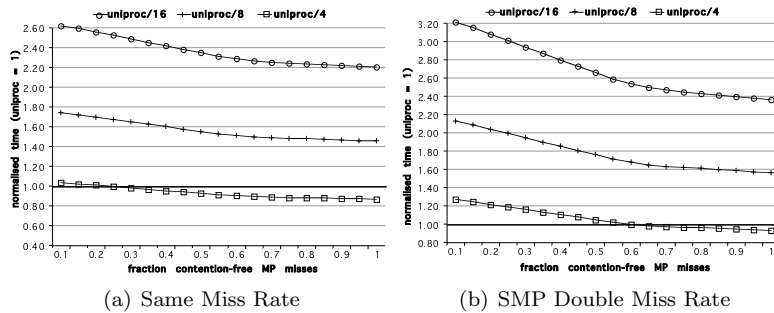 uniproc/16 uniproc/8 uniproc/4
2.60
2.40
2.20
2.00
1.80
1.60
1.40
1.20
1.00
0.80
0.60
0.40
normalised time (uniproc = 1)
0.1 0.2 0.3 0.4 0.5 0.6 0.7 0.8 0.9 1
fraction contention-free MP misses
(a) Same Miss Rate
uniproc/16 uniproc/8 uniproc/4
3.20
3.00
2.80
2.60
2.40
2.20
2.00
1.80
1.60
1.40
1.20
1.00
0.80
normalised time (uniproc = 1)
0.1 0.2 0.3 0.4 0.5 0.6 0.7 0.8 0.9 1
fraction contention-free MP misses
(b) SMP Double Miss Rate